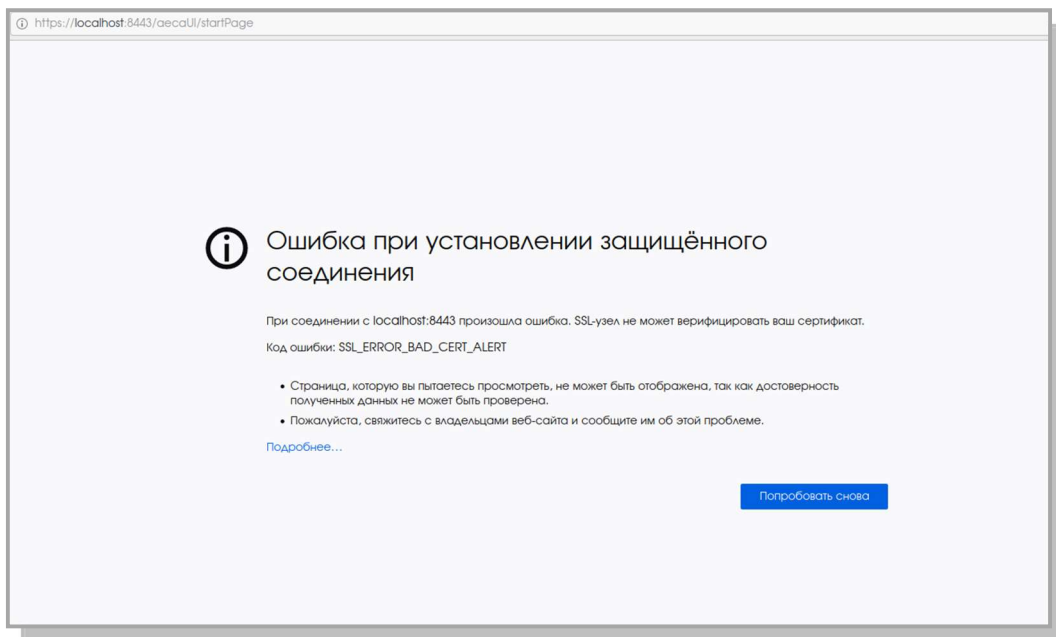 https://localhost:8443/aecaUI/startPage
Ошибка при установлении защищённого
соединения
При соединении с localhost:8443 произошла ошибка. SSL-узел не может верифицировать ваш сертификат.
Код ошибки: SSL_ERROR_BAD_CERT_ALERT
• Страница, которую вы пытаетесь просмотреть, не может быть отображена, так как достоверность
полученных данных не может быть проверена.
• Пожалуйста, свяжитесь с владельцами веб-сайта и сообщите им об этой проблеме.
Подробнее...
Попробовать снова